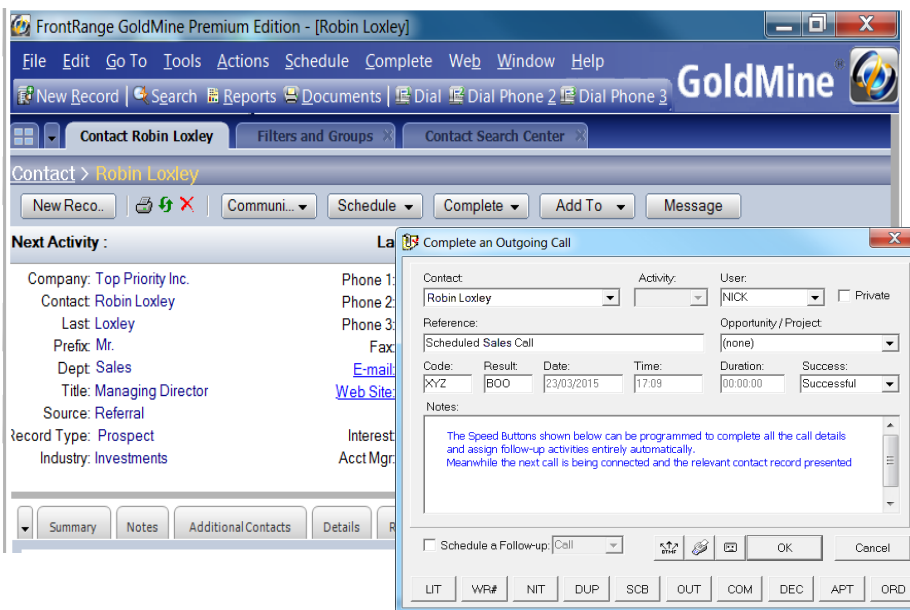 FrontRange GoldMine Premium Edition - [Robin Loxley]
File Edit Go To Tools Actions Schedule Complete Web Window Help
GoldMine
New Record Search Reports Documents Dial Dial Phone 2 Dial Phone 3
Contact Robin Loxley Filters and Groups Contact Search Center
Contact > Robin Loxley
New Reco.. Communi... Schedule Complete Add To Message
Next Activity : La
Company: Top Priority Inc. Phone 1:
Contact: Robin Loxley Phone 2:
Last: Loxley Phone 3:
Prefix: Mr. Fax:
Dept: Sales E-mail:
Title: Managing Director Web Site:
Source: Referral
Record Type: Prospect Interest:
Industry: Investments Acct Mgr:
Summary Notes Additional Contacts Details R
Complete an Outgoing Call
Contact: Activity: User:
Robin Loxley NICK Private
Reference: Opportunity / Project:
Scheduled Sales Call (none)
Code: Result: Date: Time: Duration: Success:
XYZ BOO 23/03/2015 17:09 00:00:00 Successful
Notes:
The Speed Buttons shown below can be programmed to complete all the call details
and assign follow-up activities entirely automatically.
Meanwhile the next call is being connected and the relevant contact record presented
Schedule a Follow-up: Call DTMF OK Cancel
LIT WR# NIT DUP SCB OUT COM DEC APT ORD